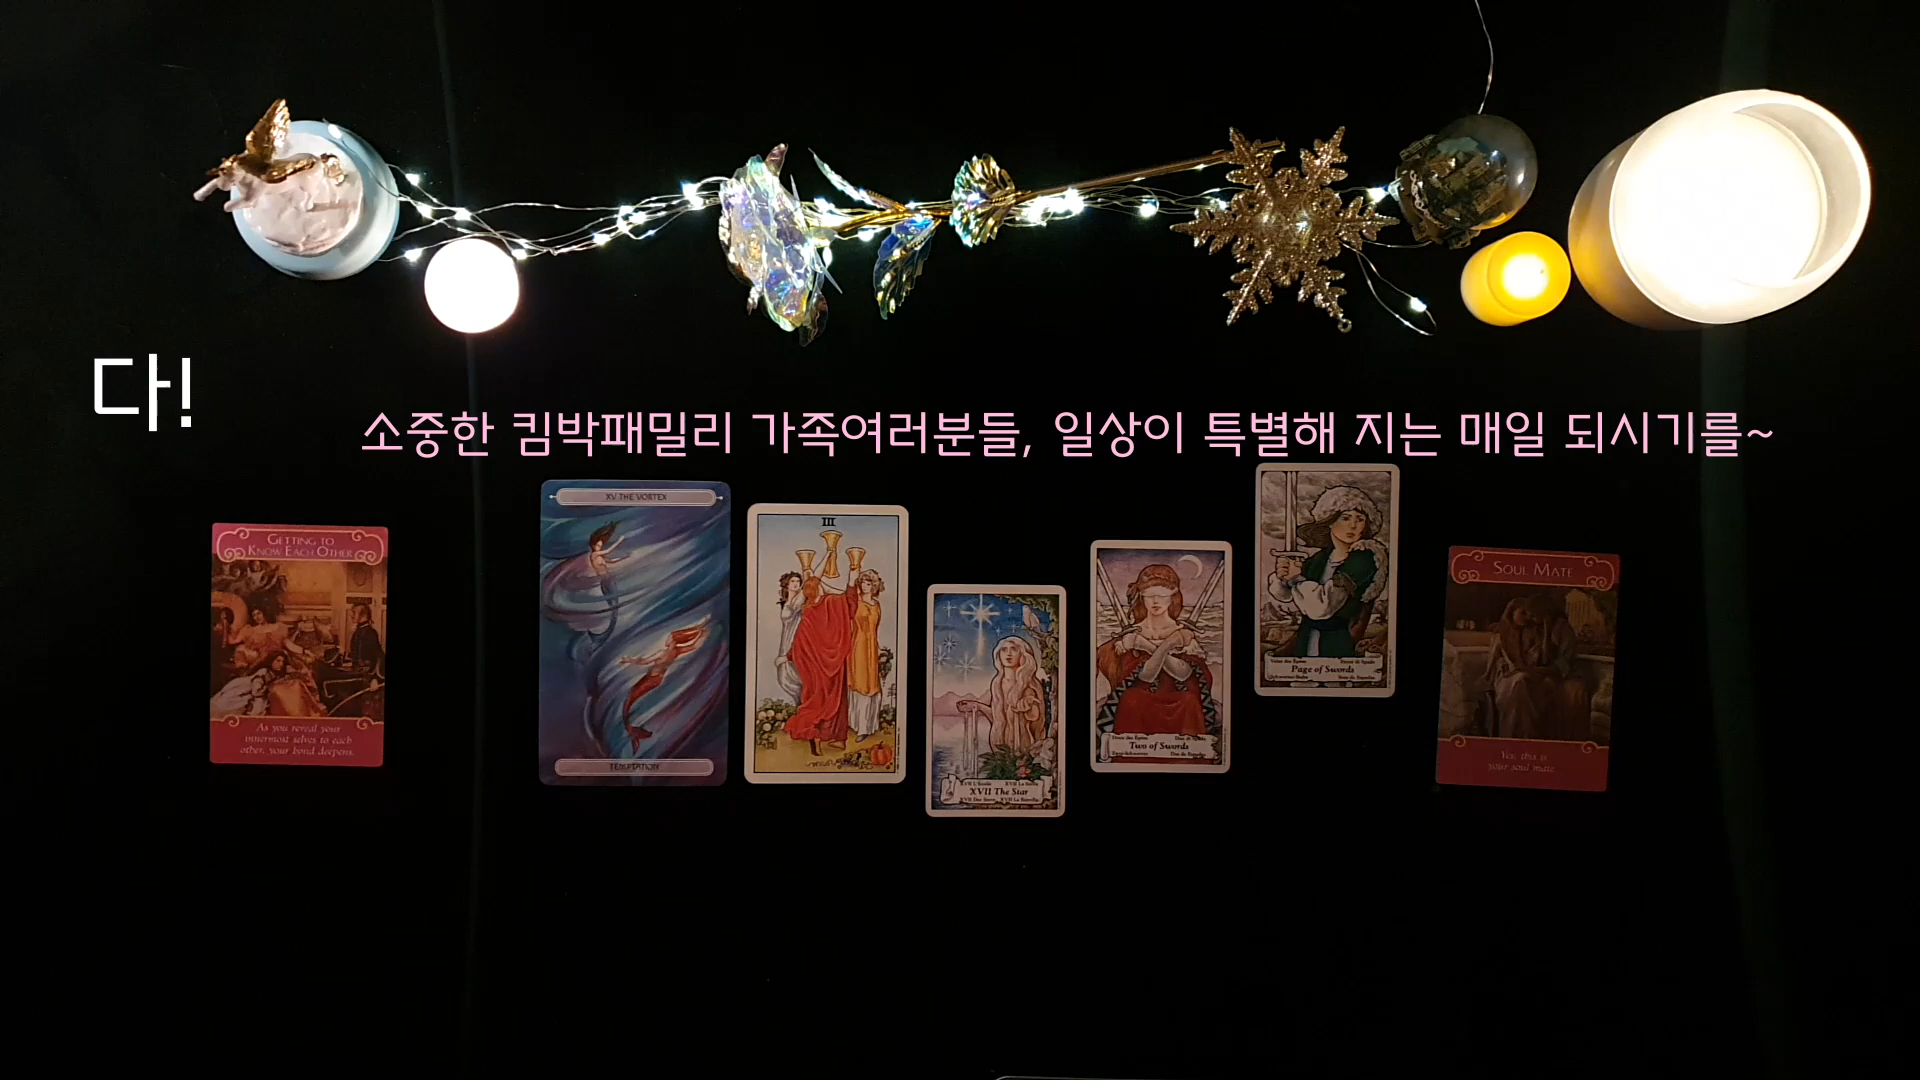 다!
소중한 킴박패밀리 가족여러분들, 일상이 특별해 지는 매일 되시기를~
GETTING TO
KNOW EACH OTHER
As you reveal your
innermost selves to each
other, your bond deepens.
XV THE VORTEX
TEMPTATION
III
XVII The Star
Two of Swords
Page of Swords
SOUL MATE
Yes, this is
your soul mate